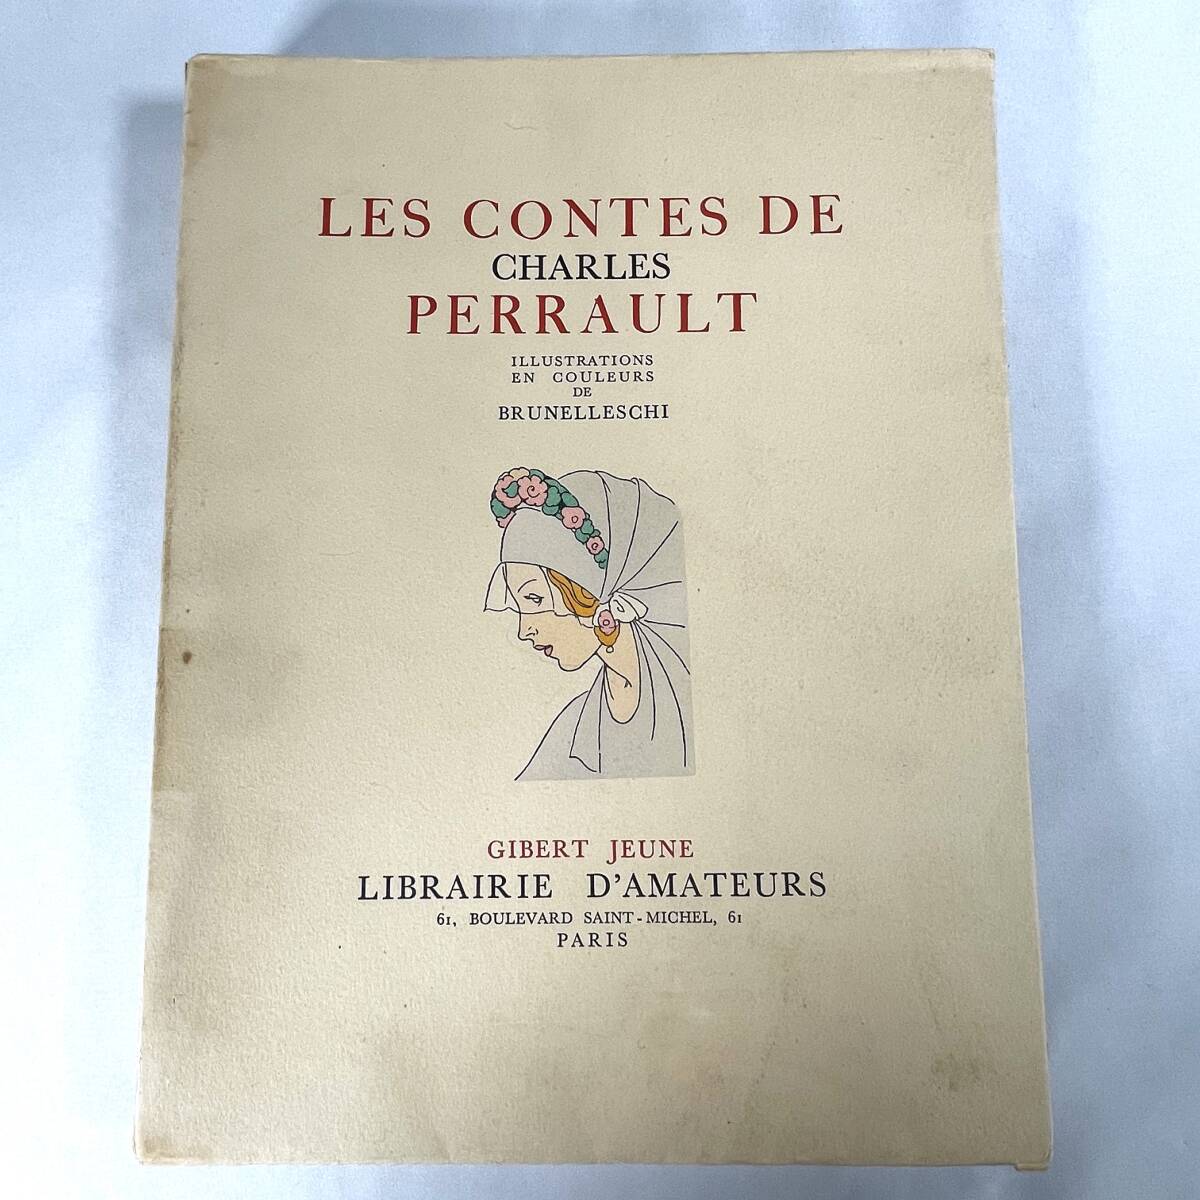 LES CONTES DE
CHARLES
PERRAULT
ILLUSTRATIONS
EN COULEURS
DE
BRUNELLESCHI
GIBERT JEUNE
LIBRAIRIE D'AMATEURS
61, BOULEVARD SAINT-MICHEL, 61
PARIS